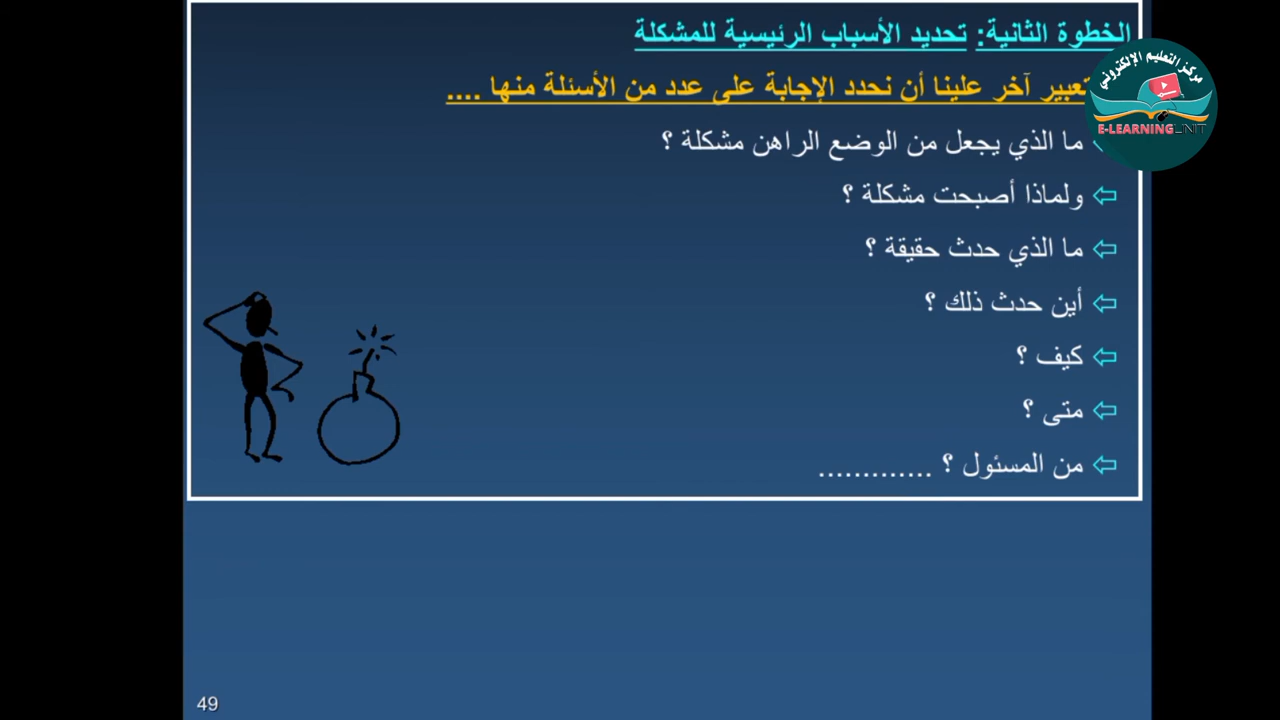 الخطوة الثانية: تحديد الأسباب الرئيسية للمشكلة
تعبير آخر علينا أن نحدد الإجابة على عدد من الأسئلة منها ....
ما الذي يجعل من الوضع الراهن مشكلة ؟
ولماذا أصبحت مشكلة ؟
ما الذي حدث حقيقة ؟
أين حدث ذلك ؟
كيف ؟
متى ؟
من المسئول ؟ .............
مركز التعليم الإلكتروني
E-LEARNING UNIT
49